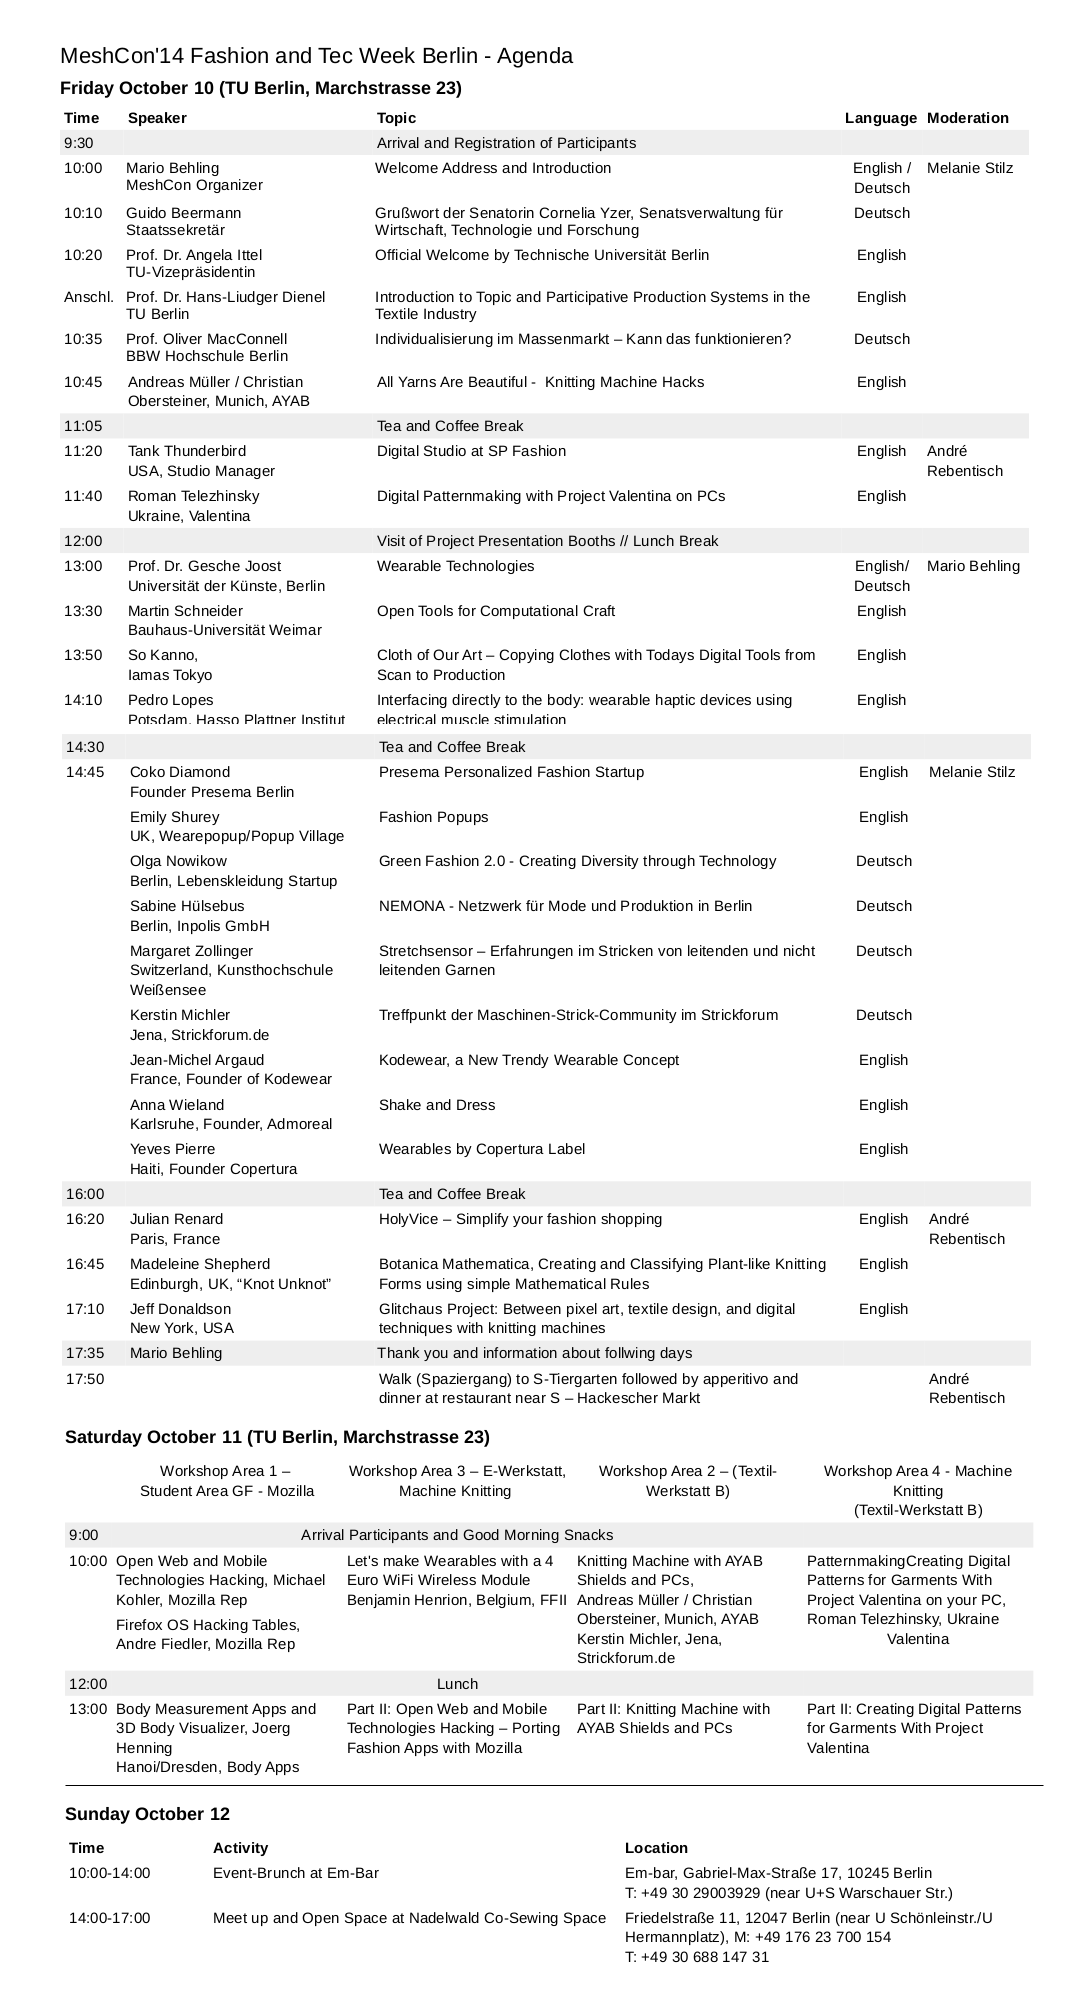 MeshCon'14 Fashion and Tec Week Berlin - Agenda
Friday October 10 (TU Berlin, Marchstrasse 23)
Time Speaker Topic Language Moderation
9:30 Arrival and Registration of Participants
10:00 Mario Behling Welcome Address and Introduction English / Melanie Stilz
MeshCon Organizer Deutsch
10:10 Guido Beermann Grußwort der Senatorin Cornelia Yzer, Senatsverwaltung für Deutsch
Staatssekretär Wirtschaft, Technologie und Forschung
10:20 Prof. Dr. Angela Ittel Official Welcome by Technische Universität Berlin English
TU-Vizepräsidentin
Anschl. Prof. Dr. Hans-Liudger Dienel Introduction to Topic and Participative Production Systems in the English
TU Berlin Textile Industry
10:35 Prof. Oliver MacConnell Individualisierung im Massenmarkt – Kann das funktionieren? Deutsch
BBW Hochschule Berlin
10:45 Andreas Müller / Christian All Yarns Are Beautiful - Knitting Machine Hacks English
Obersteiner, Munich, AYAB
11:05 Tea and Coffee Break
11:20 Tank Thunderbird Digital Studio at SP Fashion English André
USA, Studio Manager Rebentisch
11:40 Roman Telezhinsky Digital Patternmaking with Project Valentina on PCs English
Ukraine, Valentina
12:00 Visit of Project Presentation Booths // Lunch Break
13:00 Prof. Dr. Gesche Joost Wearable Technologies English/ Mario Behling
Universität der Künste, Berlin Deutsch
13:30 Martin Schneider Open Tools for Computational Craft English
Bauhaus-Universität Weimar
13:50 So Kanno, Cloth of Our Art – Copying Clothes with Todays Digital Tools from English
Iamas Tokyo Scan to Production
14:10 Pedro Lopes Interfacing directly to the body: wearable haptic devices using English
Potsdam, Hasso Plattner Institut electrical muscle stimulation
14:30 Tea and Coffee Break
14:45 Coko Diamond Presema Personalized Fashion Startup English Melanie Stilz
Founder Presema Berlin
Emily Shurey Fashion Popups English
UK, Wearepopup/Popup Village
Olga Nowikow Green Fashion 2.0 - Creating Diversity through Technology Deutsch
Berlin, Lebenskleidung Startup
Sabine Hülsebus NEMONA - Netzwerk für Mode und Produktion in Berlin Deutsch
Berlin, Inpolis GmbH
Margaret Zollinger Stretchsensor – Erfahrungen im Stricken von leitenden und nicht Deutsch
Switzerland, Kunsthochschule leitenden Garnen
Weißensee
Kerstin Michler Treffpunkt der Maschinen-Strick-Community im Strickforum Deutsch
Jena, Strickforum.de
Jean-Michel Argaud Kodewear, a New Trendy Wearable Concept English
France, Founder of Kodewear
Anna Wieland Shake and Dress English
Karlsruhe, Founder, Admoreal
Yeves Pierre Wearables by Copertura Label English
Haiti, Founder Copertura
16:00 Tea and Coffee Break
16:20 Julian Renard HolyVice – Simplify your fashion shopping English André
Paris, France Rebentisch
16:45 Madeleine Shepherd Botanica Mathematica, Creating and Classifying Plant-like Knitting English
Edinburgh, UK, “Knot Unknot” Forms using simple Mathematical Rules
17:10 Jeff Donaldson Glitchaus Project: Between pixel art, textile design, and digital English
New York, USA techniques with knitting machines
17:35 Mario Behling Thank you and information about follwing days
17:50 Walk (Spaziergang) to S-Tiergarten followed by apperitivo and André
dinner at restaurant near S – Hackescher Markt Rebentisch
Saturday October 11 (TU Berlin, Marchstrasse 23)
Workshop Area 1 – Workshop Area 3 – E-Werkstatt, Workshop Area 2 – (Textil- Workshop Area 4 - Machine
Student Area GF - Mozilla Machine Knitting Werkstatt B) Knitting
(Textil-Werkstatt B)
9:00 Arrival Participants and Good Morning Snacks
10:00 Open Web and Mobile Let's make Wearables with a 4 Knitting Machine with AYAB PatternmakingCreating Digital
Technologies Hacking, Michael Euro WiFi Wireless Module Shields and PCs, Patterns for Garments With
Kohler, Mozilla Rep Benjamin Henrion, Belgium, FFII Andreas Müller / Christian Project Valentina on your PC,
Firefox OS Hacking Tables, Obersteiner, Munich, AYAB Roman Telezhinsky, Ukraine
Andre Fiedler, Mozilla Rep Kerstin Michler, Jena, Valentina
Strickforum.de
12:00 Lunch
13:00 Body Measurement Apps and Part II: Open Web and Mobile Part II: Knitting Machine with Part II: Creating Digital Patterns
3D Body Visualizer, Joerg Technologies Hacking – Porting AYAB Shields and PCs for Garments With Project
Henning Fashion Apps with Mozilla Valentina
Hanoi/Dresden, Body Apps
Sunday October 12
Time Activity Location
10:00-14:00 Event-Brunch at Em-Bar Em-bar, Gabriel-Max-Straße 17, 10245 Berlin
T: +49 30 29003929 (near U+S Warschauer Str.)
14:00-17:00 Meet up and Open Space at Nadelwald Co-Sewing Space Friedelstraße 11, 12047 Berlin (near U Schönleinstr./U
Hermannplatz), M: +49 176 23 700 154
T: +49 30 688 147 31